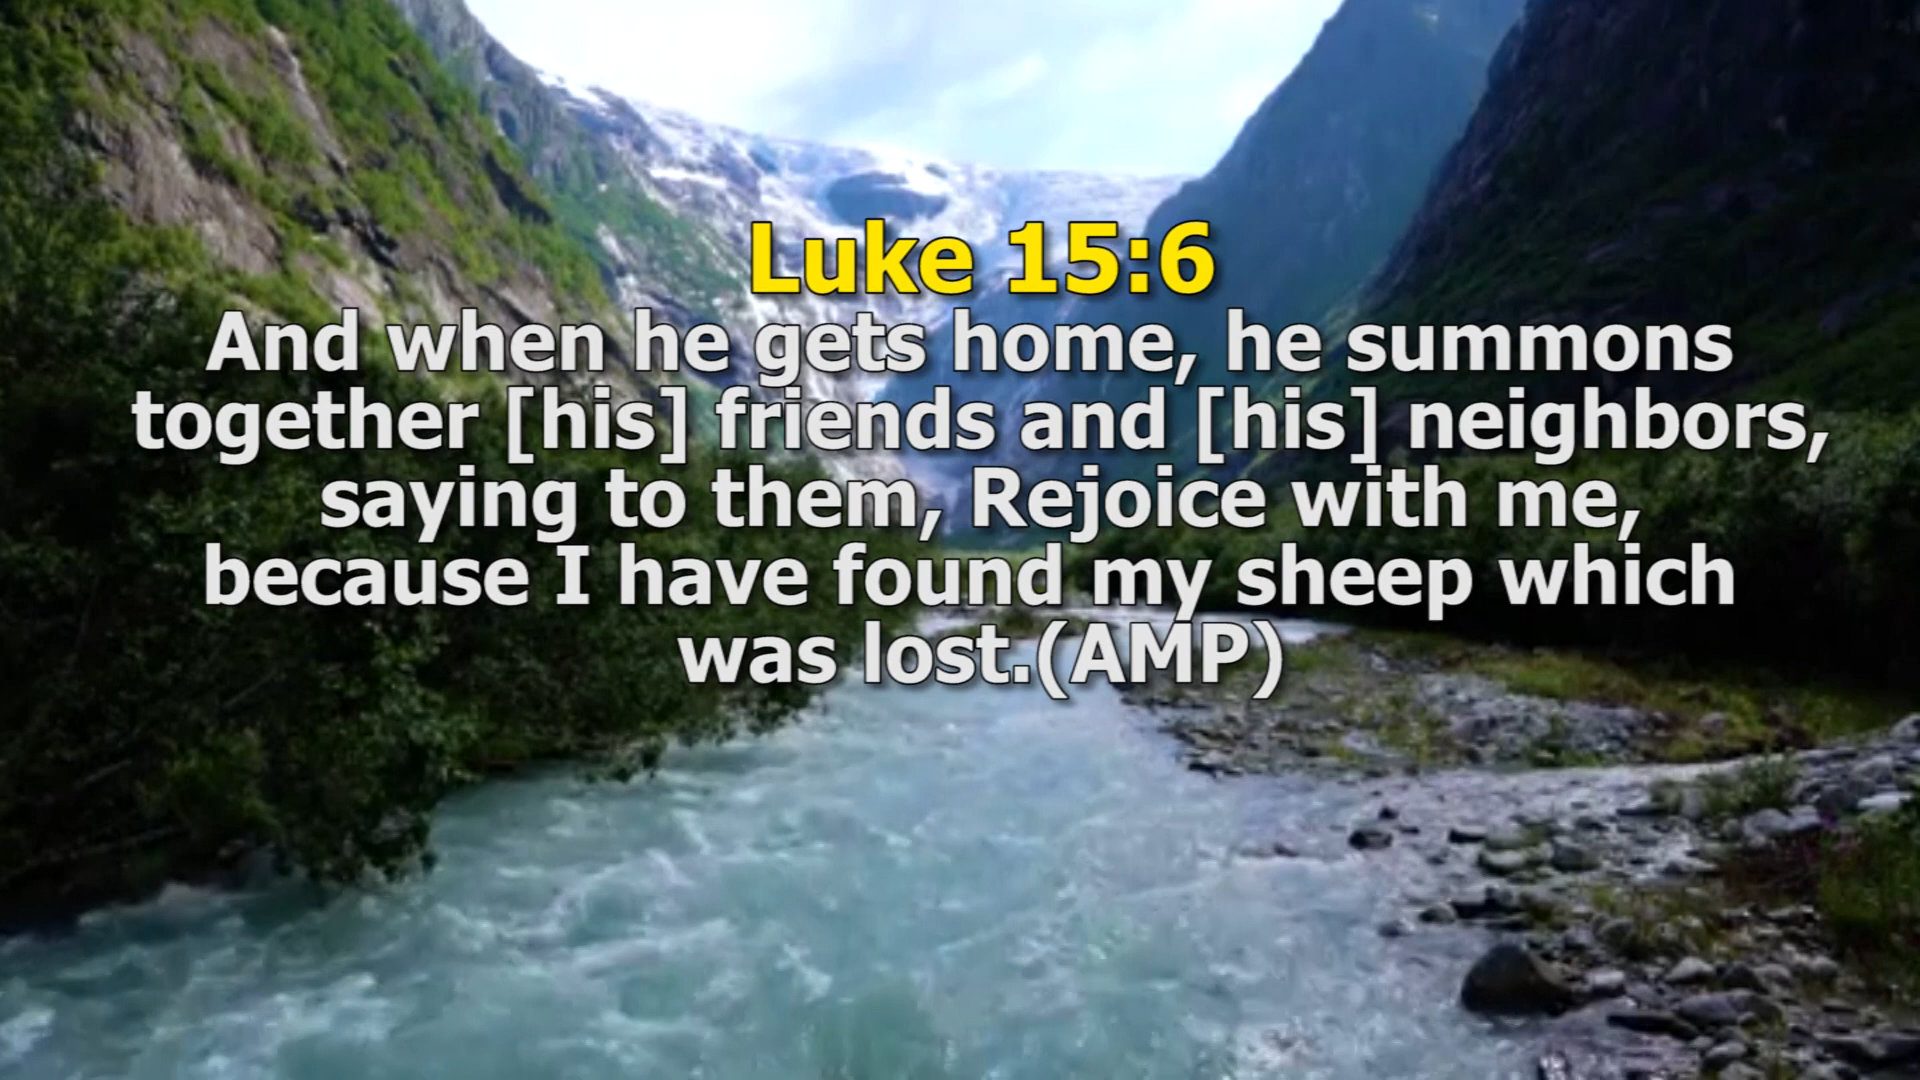 Luke 15:6
And when he gets home, he summons
together [his] friends and [his] neighbors,
saying to them, Rejoice with me,
because I have found my sheep which
was lost.(AMP)